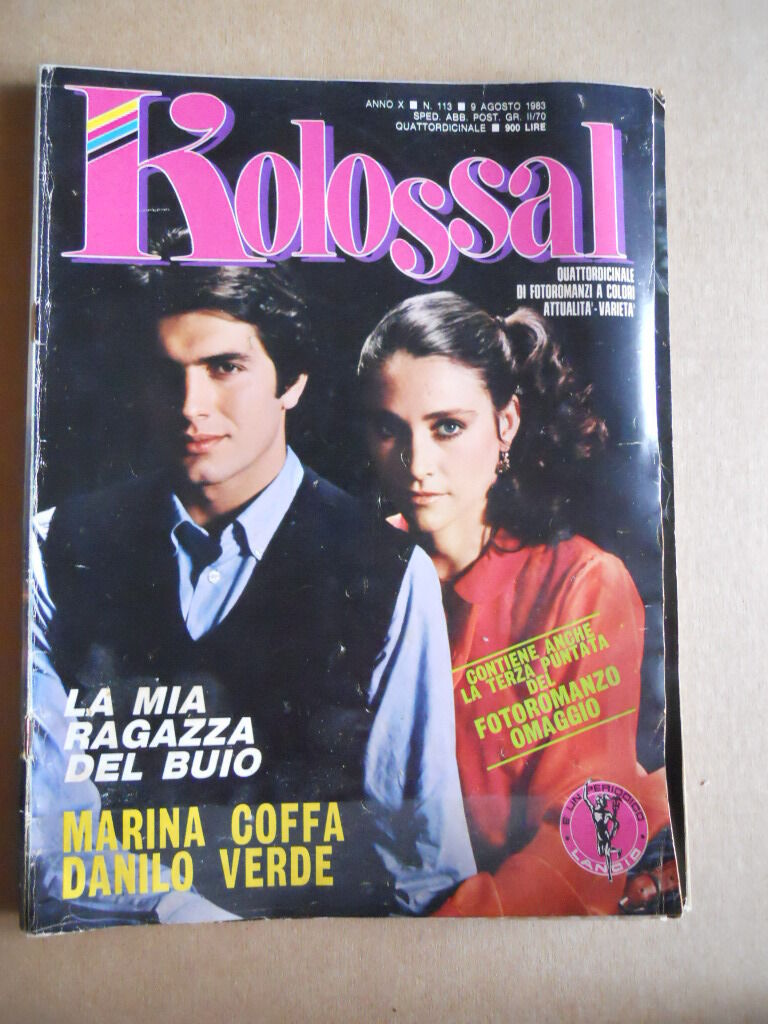 ANNO X ■ N. 113 ■ 9 AGOSTO 1983
SPED. ABB. POST. GR. II/70
QUATTORDICINALE ■ 900 LIRE
Kolossal
QUATTORDICINALE
DI FOTOROMANZI A COLORI
ATTUALITA'-VARIETA'
CONTIENE ANCHE
LA TERZA PUNTATA
DEL
FOTOROMANZO
OMAGGIO
LA MIA
RAGAZZA
DEL BUIO
MARINA COFFA
DANILO VERDE
E UN PERIODICO
LANCIO